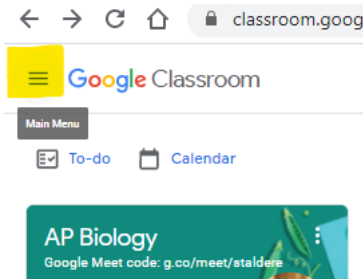 classroom.goog
Google Classroom
Main Menu
To-do Calendar
AP Biology
Google Meet code: g.co/meet/staldere